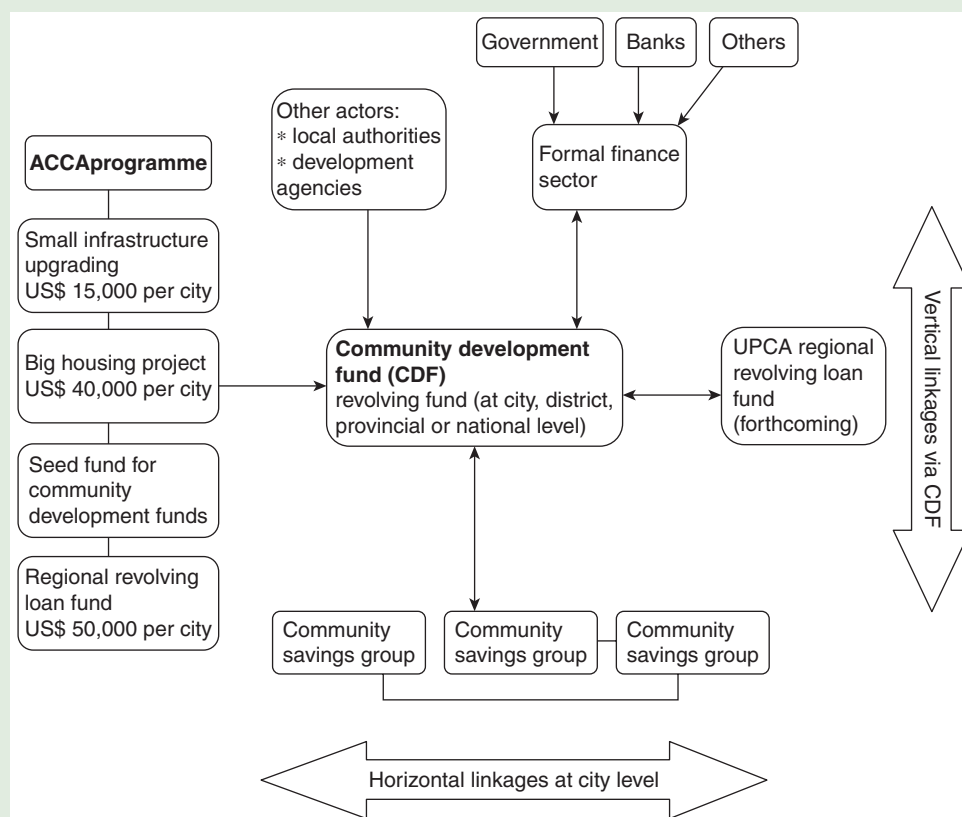 Government
Banks
Others
Other actors:
* local authorities
* development
agencies
Formal finance
sector
ACCAprogramme
Small infrastructure
upgrading
US$ 15,000 per city
Big housing project
US$ 40,000 per city
Seed fund for
community
development funds
Regional revolving
loan fund
US$ 50,000 per city
Community development
fund (CDF)
revolving fund (at city, district,
provincial or national level)
UPCA regional
revolving loan
fund
(forthcoming)
Vertical linkages via CDF
Community
savings group
Community
savings group
Community
savings group
Horizontal linkages at city level